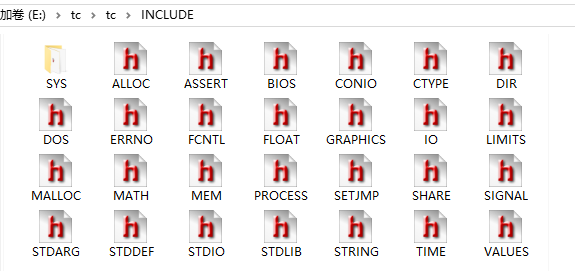 加卷 (E:) › tc › tc › INCLUDE
SYS ALLOC ASSERT BIOS CONIO CTYPE DIR
DOS ERRNO FCNTL FLOAT GRAPHICS IO LIMITS
MALLOC MATH MEM PROCESS SETJMP SHARE SIGNAL
STDARG STDDEF STDIO STDLIB STRING TIME VALUES